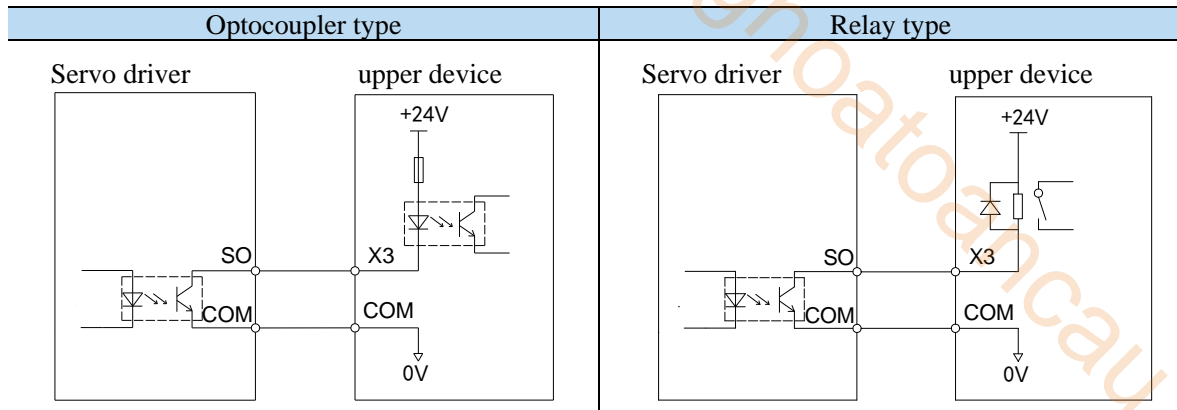 Optocoupler type
Relay type
Servo driver
upper device
+24V
SO
X3
COM
COM
0V
Servo driver
upper device
+24V
SO
X3
COM
COM
0V
gnoatoancau